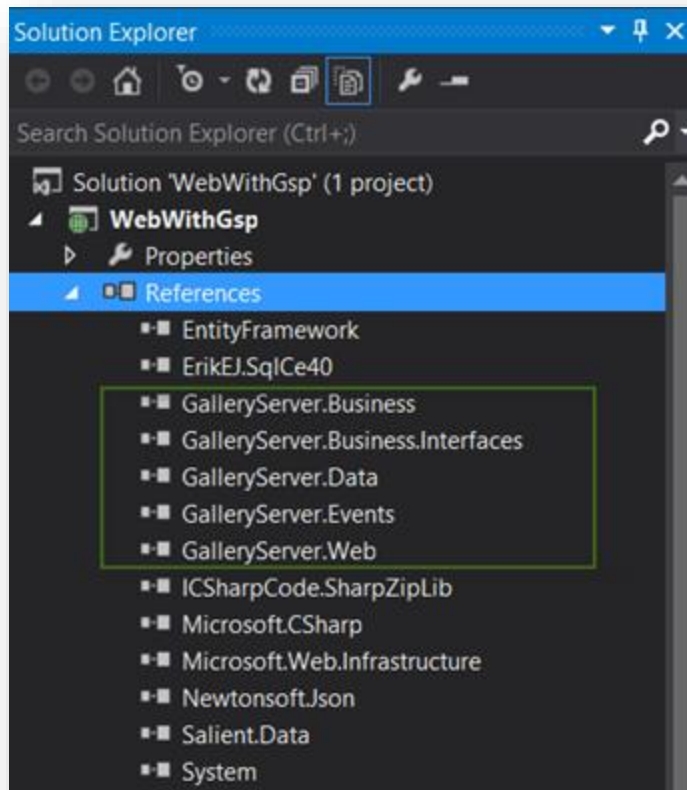 Solution Explorer
Search Solution Explorer (Ctrl+;)
Solution 'WebWithGsp' (1 project)
WebWithGsp
Properties
References
EntityFramework
ErikEJ.SqlCe40
GalleryServer.Business
GalleryServer.Business.Interfaces
GalleryServer.Data
GalleryServer.Events
GalleryServer.Web
ICSharpCode.SharpZipLib
Microsoft.CSharp
Microsoft.Web.Infrastructure
Newtonsoft.Json
Salient.Data
System